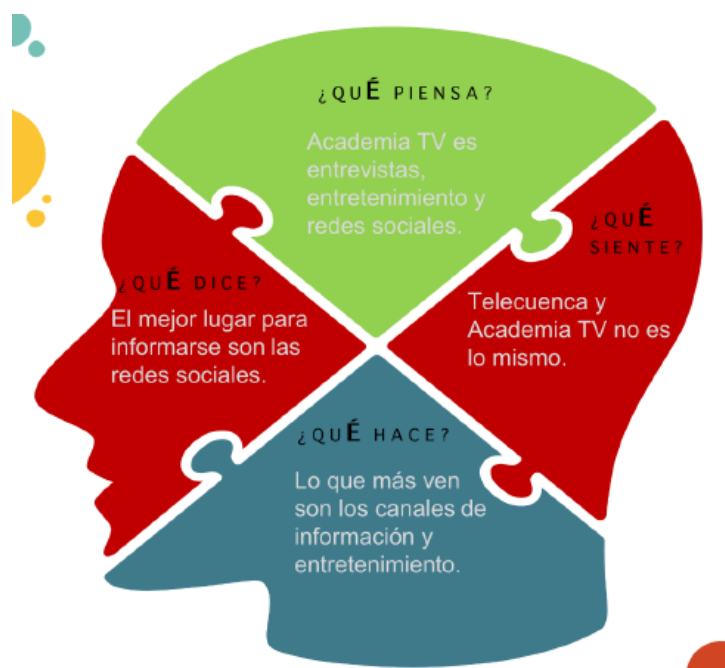 ¿QUÉ PIENSA?
Academia TV es
entrevistas,
entretenimiento y
redes sociales.
¿QUÉ
SIENTE?
Telecuenca y
Academia TV no es
lo mismo.
¿QUÉ DICE?
El mejor lugar para
informarse son las
redes sociales.
¿QUÉ HACE?
Lo que más ven
son los canales de
información y
entretenimiento.